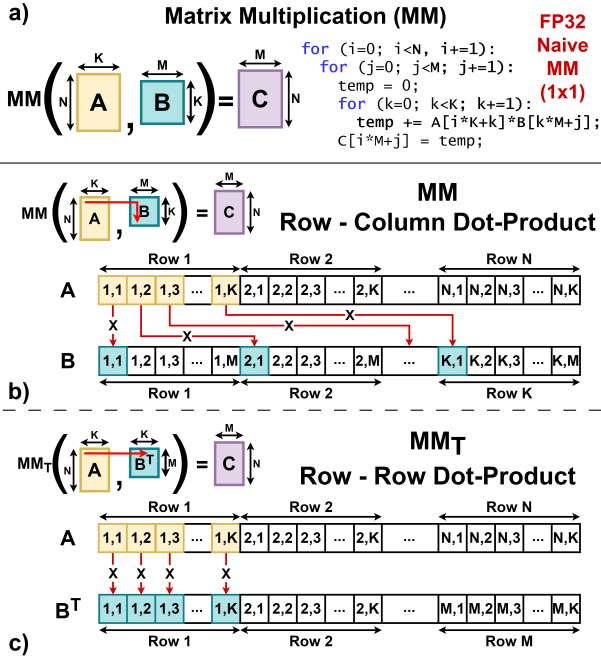 a)
Matrix Multiplication (MM)
FP32
Naive
MM
(1x1)
for (i=0; i<N, i+=1):
for (j=0; j<M; j+=1):
temp = 0;
for (k=0; k<K; k+=1):
temp += A[i*K+k]*B[k*M+j];
C[i*M+j] = temp;
K
M
M
MM ( N A , B K ) = C N
b)
K
M
M
MM ( N A , B K ) = C N
MM
Row - Column Dot-Product
Row 1 Row 2 Row N
A 1,1 1,2 1,3 ... 1,K 2,1 2,2 2,3 ... 2,K ... N,1 N,2 N,3 ... N,K
X X X X
B 1,1 1,2 1,3 ... 1,M 2,1 2,2 2,3 ... 2,M ... K,1 K,2 K,3 ... K,M
Row 1 Row 2 Row K
c)
K
K
M
MMT ( N A , BT M ) = C N
MMT
Row - Row Dot-Product
Row 1 Row 2 Row N
A 1,1 1,2 1,3 ... 1,K 2,1 2,2 2,3 ... 2,K ... N,1 N,2 N,3 ... N,K
X X X X
BT 1,1 1,2 1,3 ... 1,K 2,1 2,2 2,3 ... 2,K ... M,1 M,2 M,3 ... M,K
Row 1 Row 2 Row M